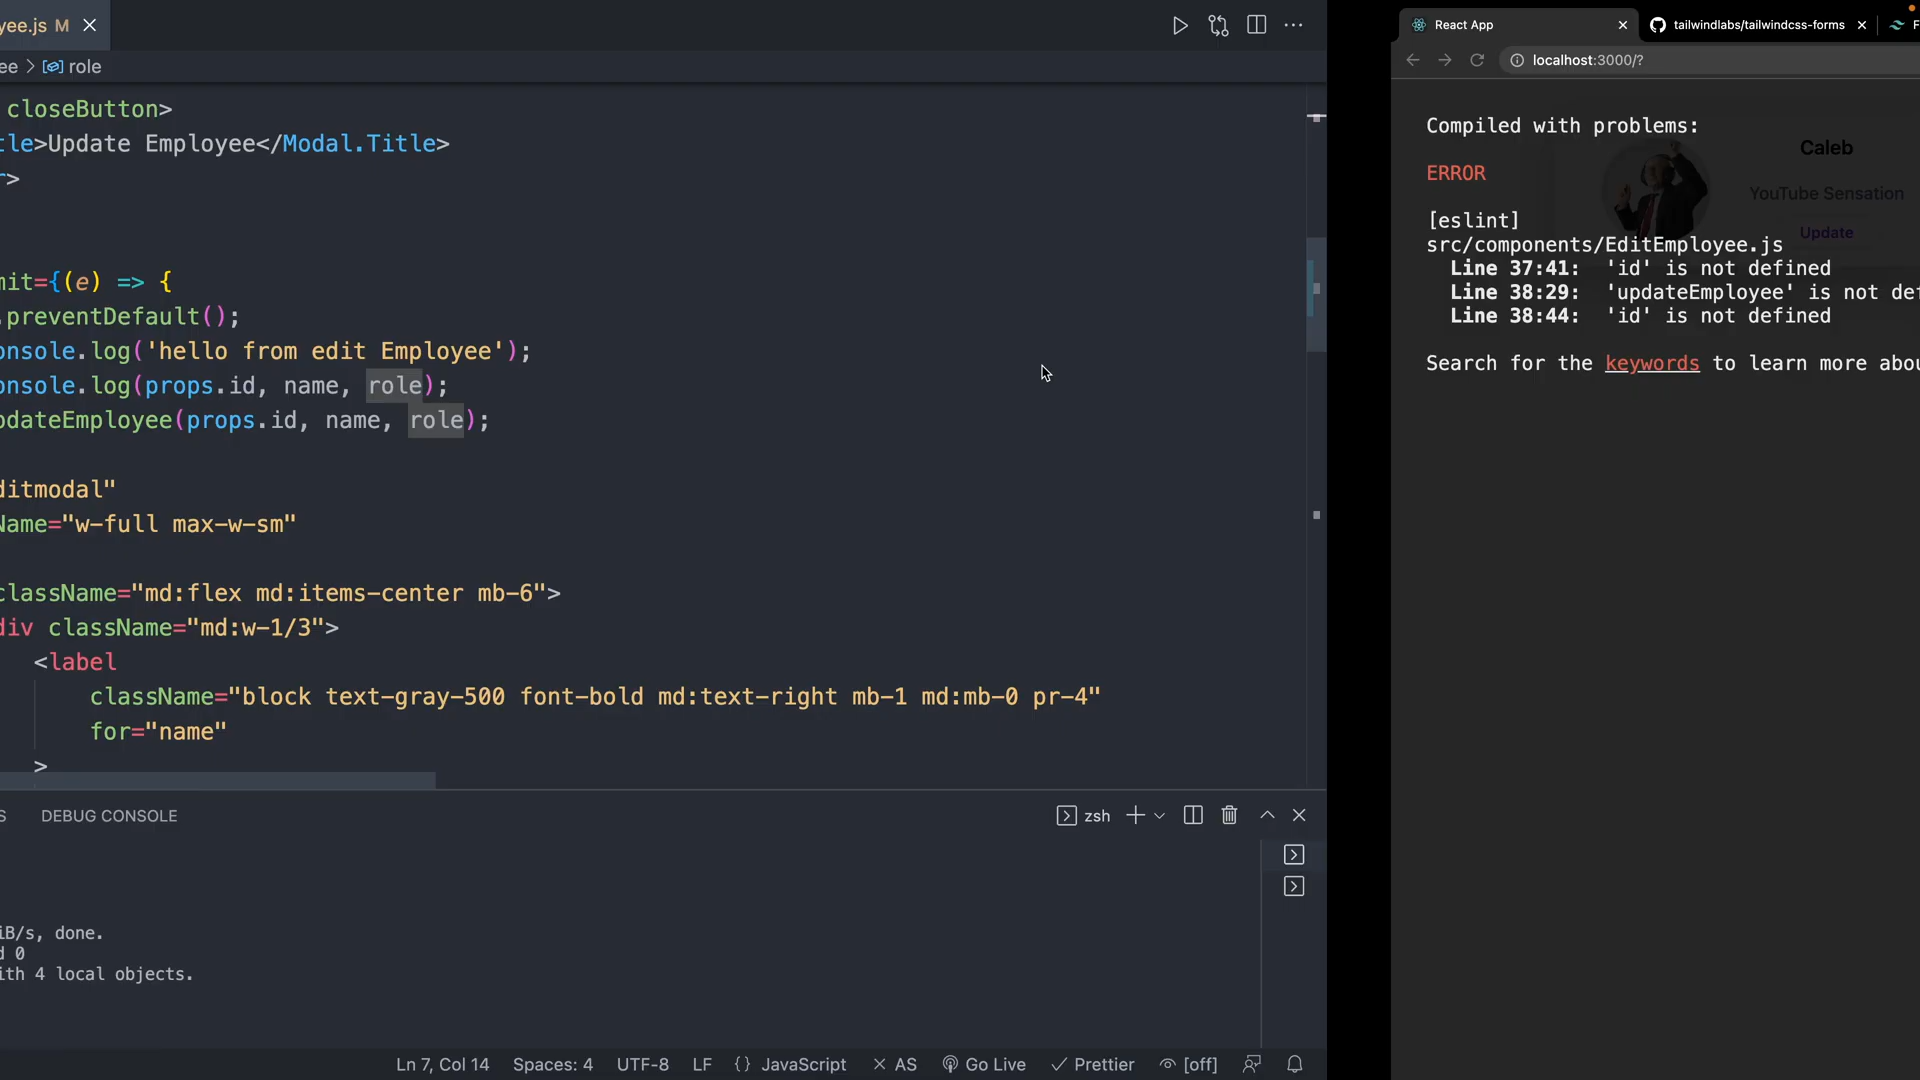 yee.js M
ee > role
closeButton>
tle>Update Employee</Modal.Title>
r>
mit={(e) => {
.preventDefault();
onsole.log('hello from edit Employee');
onsole.log(props.id, name, role);
pdateEmployee(props.id, name, role);
ditmodal"
Name="w-full max-w-sm"
className="md:flex md:items-center mb-6">
div className="md:w-1/3">
<label
className="block text-gray-500 font-bold md:text-right mb-1 md:mb-0 pr-4"
for="name"
>
S DEBUG CONSOLE
zsh
iB/s, done.
d 0
ith 4 local objects.
Ln 7, Col 14 Spaces: 4 UTF-8 LF {} JavaScript × AS Go Live ✓ Prettier [off]
React App
tailwindlabs/tailwindcss-forms
F
localhost:3000/?
Compiled with problems:
Caleb
ERROR
YouTube Sensation
[eslint]
Update
src/components/EditEmployee.js
Line 37:41: 'id' is not defined
Line 38:29: 'updateEmployee' is not def
Line 38:44: 'id' is not defined
Search for the keywords to learn more abou